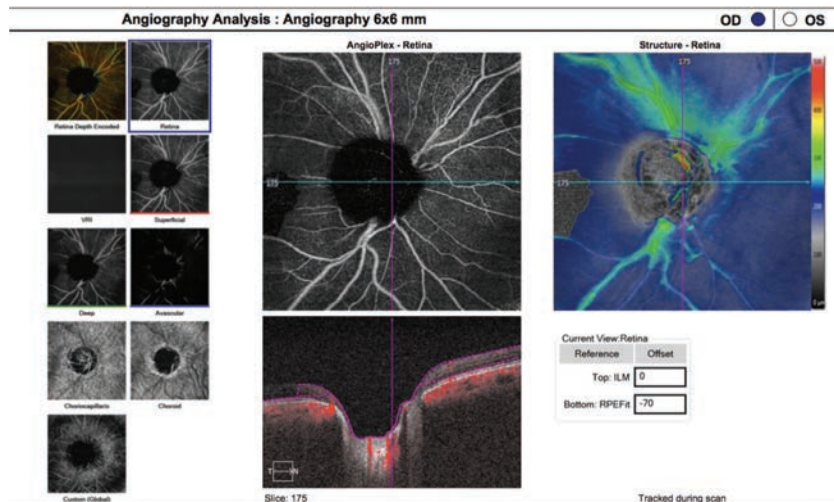 Angiography Analysis : Angiography 6x6 mm OD OS
AngioPlex - Retina
Structure - Retina
175
175
175
175
Retina Depth Encoded
Retina
VRI
Superficial
Deep
Avascular
Choriocapillaris
Choroid
Custom (Global)
T N
Slice: 175
Current View:Retina
Reference Offset
Top: ILM 0
Bottom: RPEFit -70
Tracked during scan